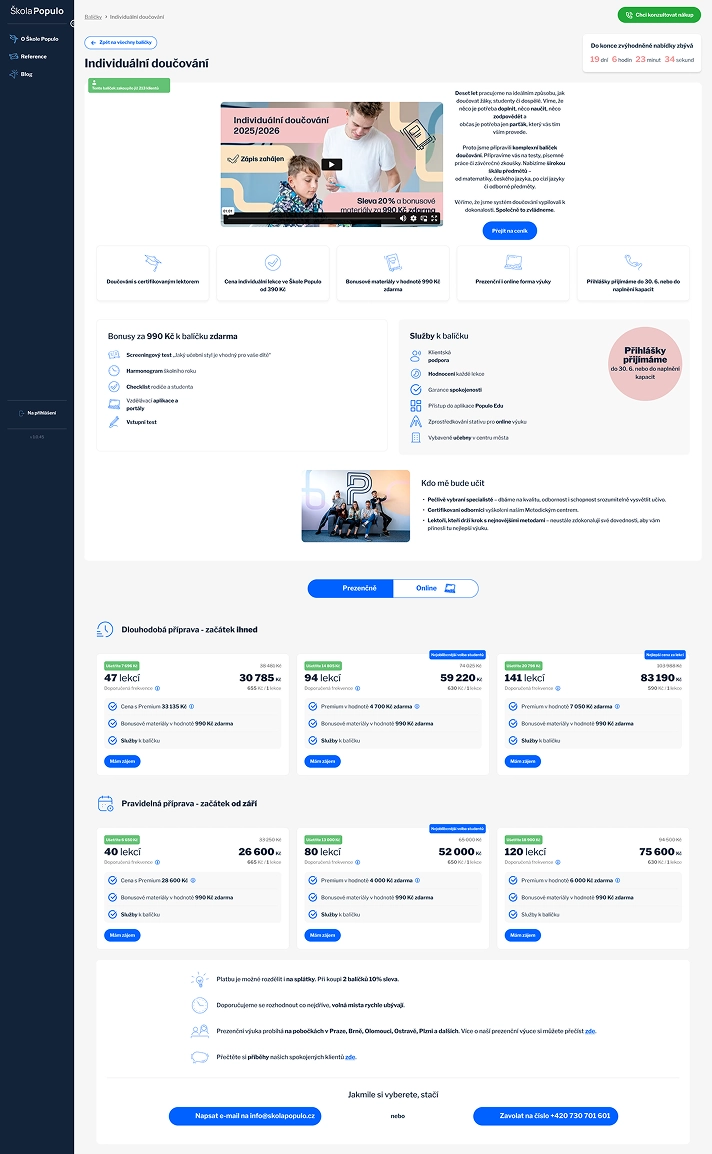 Škola Populo
O Škole Populo
Reference
Blog
Na přihlášení
Balíčky > Individuální doučování
Chci konzultovat nákup
Zpět na všechny balíčky
Individuální doučování
Do konce zvýhodněné nabídky zbývá
19 dní 6 hodin 23 minut 34 sekund
Tento balíček zakoupilo již 213 klientů
Individuální doučování
2025/2026
Zápis zahájen
Sleva 20 % a bonusové
materiály za 990 Kč zdarma
01:01
Deset let pracujeme na ideálním způsobu, jak
doučovat žáky, studenty či dospělé. Víme, že
něco je potřeba doplnit, něco naučit, něco
zodpovědět a
občas je potřeba jen parťák, který vás tím
vším provede.
Proto jsme připravili komplexní balíček
doučování. Připravíme vás na testy, písemné
práce či závěrečné zkoušky. Nabízíme širokou
škálu předmětů –
od matematiky, českého jazyka, po cizí jazyky
či odborné předměty.
Věříme, že jsme systém doučování vypilovali k
dokonalosti. Společně to zvládneme.
Přejít na ceník
Doučování s certifikovaným lektorem
Cena individuální lekce ve Škole Populo
od 390 Kč
Bonusové materiály v hodnotě 990 Kč
zdarma
Prezenční i online forma výuky
Přihlášky přijímáme do 30. 6. nebo do
naplnění kapacit
Bonusy za 990 Kč k balíčku zdarma
Screeningový test „Jaký učební styl je vhodný pro vaše dítě“
Harmonogram školního roku
Checklist rodiče a studenta
Vzdělávací aplikace a
portály
Vstupní test
Služby k balíčku
Klientská
podpora
Hodnocení každé lekce
Garance spokojenosti
Přístup do aplikace Populo Edu
Zprostředkování stativu pro online výuku
Vybavené učebny v centru města
Přihlášky
přijímáme
do 30. 6. nebo do naplnění
kapacit
Kdo mě bude učit
• Pečlivě vybraní specialisté – dbáme na kvalitu, odbornost i schopnost srozumitelně vysvětlit učivo.
• Certifikovaní odborníci vyškolení naším Metodickým centrem.
• Lektoři, kteří drží krok s nejnovějšími metodami – neustále zdokonalují své dovednosti, aby vám
přinesli tu nejlepší výuku.
Prezenčně
Online
Dlouhodobá příprava - začátek ihned
Ušetříte 7 696 Kč
38 481 Kč
47 lekcí
30 785 Kč
Doporučená frekvence
655 Kč / 1 lekce
Cena s Premium 33 135 Kč
Bonusové materiály v hodnotě 990 Kč zdarma
Služby k balíčku
Mám zájem
Nejoblíbenější volba studentů
Ušetříte 14 805 Kč
74 025 Kč
94 lekcí
59 220 Kč
Doporučená frekvence
630 Kč / 1 lekce
Premium v hodnotě 4 700 Kč zdarma
Bonusové materiály v hodnotě 990 Kč zdarma
Služby k balíčku
Mám zájem
Nejlepší cena za lekci
Ušetříte 20 798 Kč
103 988 Kč
141 lekcí
83 190 Kč
Doporučená frekvence
590 Kč / 1 lekce
Premium v hodnotě 7 050 Kč zdarma
Bonusové materiály v hodnotě 990 Kč zdarma
Služby k balíčku
Mám zájem
Pravidelná příprava - začátek od září
Ušetříte 6 650 Kč
33 250 Kč
40 lekcí
26 600 Kč
Doporučená frekvence
665 Kč / 1 lekce
Cena s Premium 28 600 Kč
Bonusové materiály v hodnotě 990 Kč zdarma
Služby k balíčku
Mám zájem
Nejoblíbenější volba studentů
Ušetříte 13 000 Kč
65 000 Kč
80 lekcí
52 000 Kč
Doporučená frekvence
650 Kč / 1 lekce
Premium v hodnotě 4 000 Kč zdarma
Bonusové materiály v hodnotě 990 Kč zdarma
Služby k balíčku
Mám zájem
Ušetříte 18 900 Kč
94 500 Kč
120 lekcí
75 600 Kč
Doporučená frekvence
630 Kč / 1 lekce
Premium v hodnotě 6 000 Kč zdarma
Bonusové materiály v hodnotě 990 Kč zdarma
Služby k balíčku
Mám zájem
Platbu je možné rozdělit i na splátky. Při koupi 2 balíčků 10% sleva.
Doporučujeme se rozhodnout co nejdříve, volná místa rychle ubývají.
Prezenční výuka probíhá na pobočkách v Praze, Brně, Olomouci, Ostravě, Plzni a dalších. Více o naší prezenční výuce si můžete přečíst zde.
Přečtěte si příběhy našich spokojených klientů zde.
Jakmile si vyberete, stačí
Napsat e-mail na info@skolapopulo.cz
nebo
Zavolat na číslo +420 730 701 601